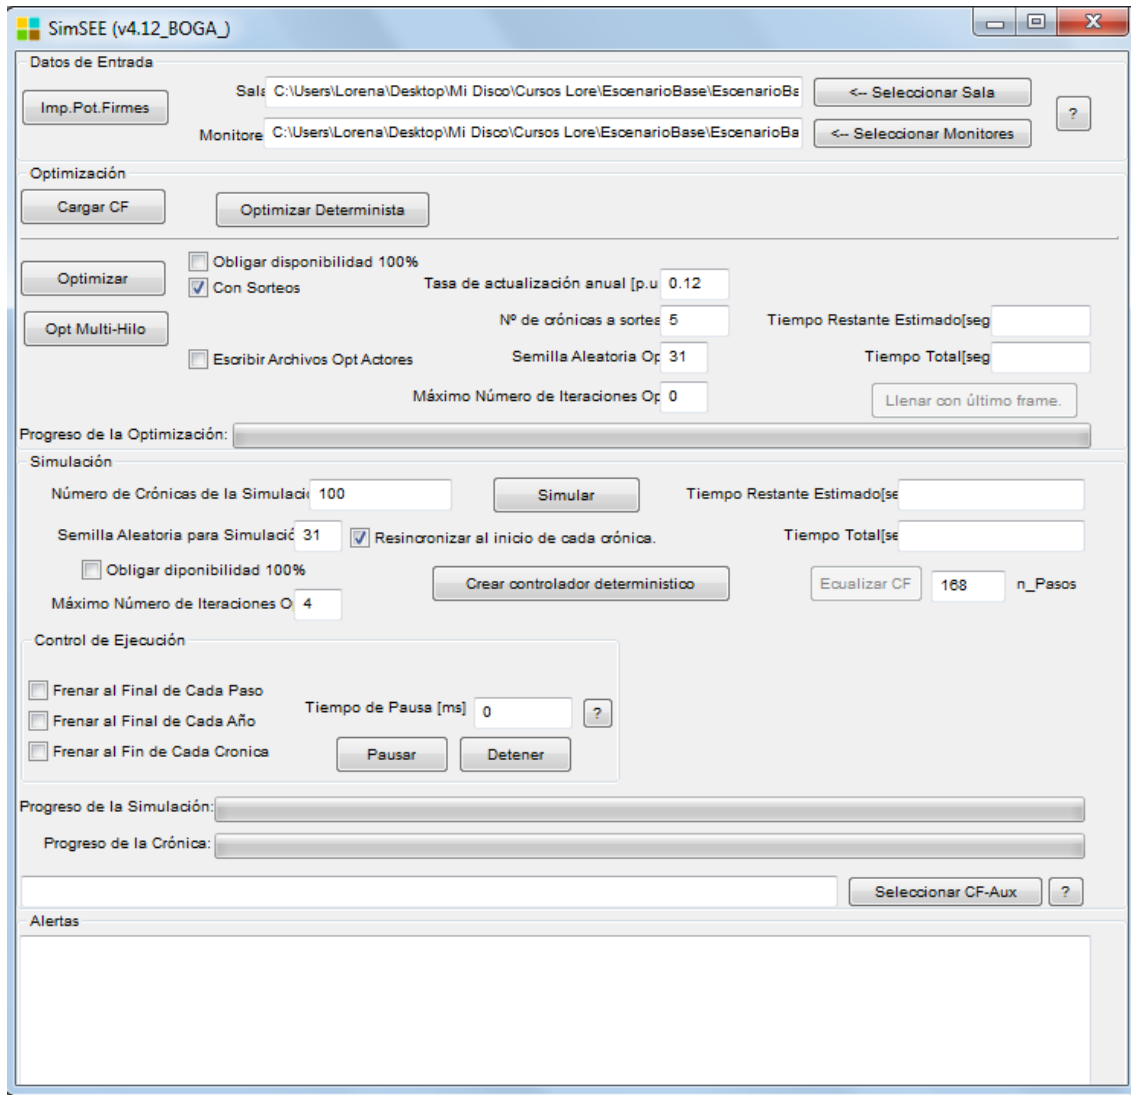 SimSEE (v4.12_BOGA_)
Datos de Entrada
Imp.Pot.Firmes
Sala C:\Users\Lorena\Desktop\Mi Disco\Cursos Lore\EscenarioBase\EscenarioBa <-- Seleccionar Sala
?
Monitore C:\Users\Lorena\Desktop\Mi Disco\Cursos Lore\EscenarioBase\EscenarioBa <-- Seleccionar Monitores
Optimización
Cargar CF Optimizar Determinista
Obligar disponibilidad 100%
Optimizar
Con Sorteos Tasa de actualización anual [p.u 0.12
Opt Multi-Hilo
Nº de crónicas a sortea 5 Tiempo Restante Estimado[seg
Escribir Archivos Opt Actores Semilla Aleatoria Op 31 Tiempo Total[seg
Máximo Número de Iteraciones Op 0 Llenar con último frame.
Progreso de la Optimización:
Simulación
Número de Crónicas de la Simulació 100 Simular Tiempo Restante Estimado[se
Semilla Aleatoria para Simulació 31 Resincronizar al inicio de cada crónica. Tiempo Total[se
Obligar diponibilidad 100% Crear controlador deterministico Ecualizar CF 168 n_Pasos
Máximo Número de Iteraciones O 4
Control de Ejecución
Frenar al Final de Cada Paso
Tiempo de Pausa [ms] 0 ?
Frenar al Final de Cada Año
Frenar al Fin de Cada Cronica Pausar Detener
Progreso de la Simulación:
Progreso de la Crónica:
Seleccionar CF-Aux ?
Alertas